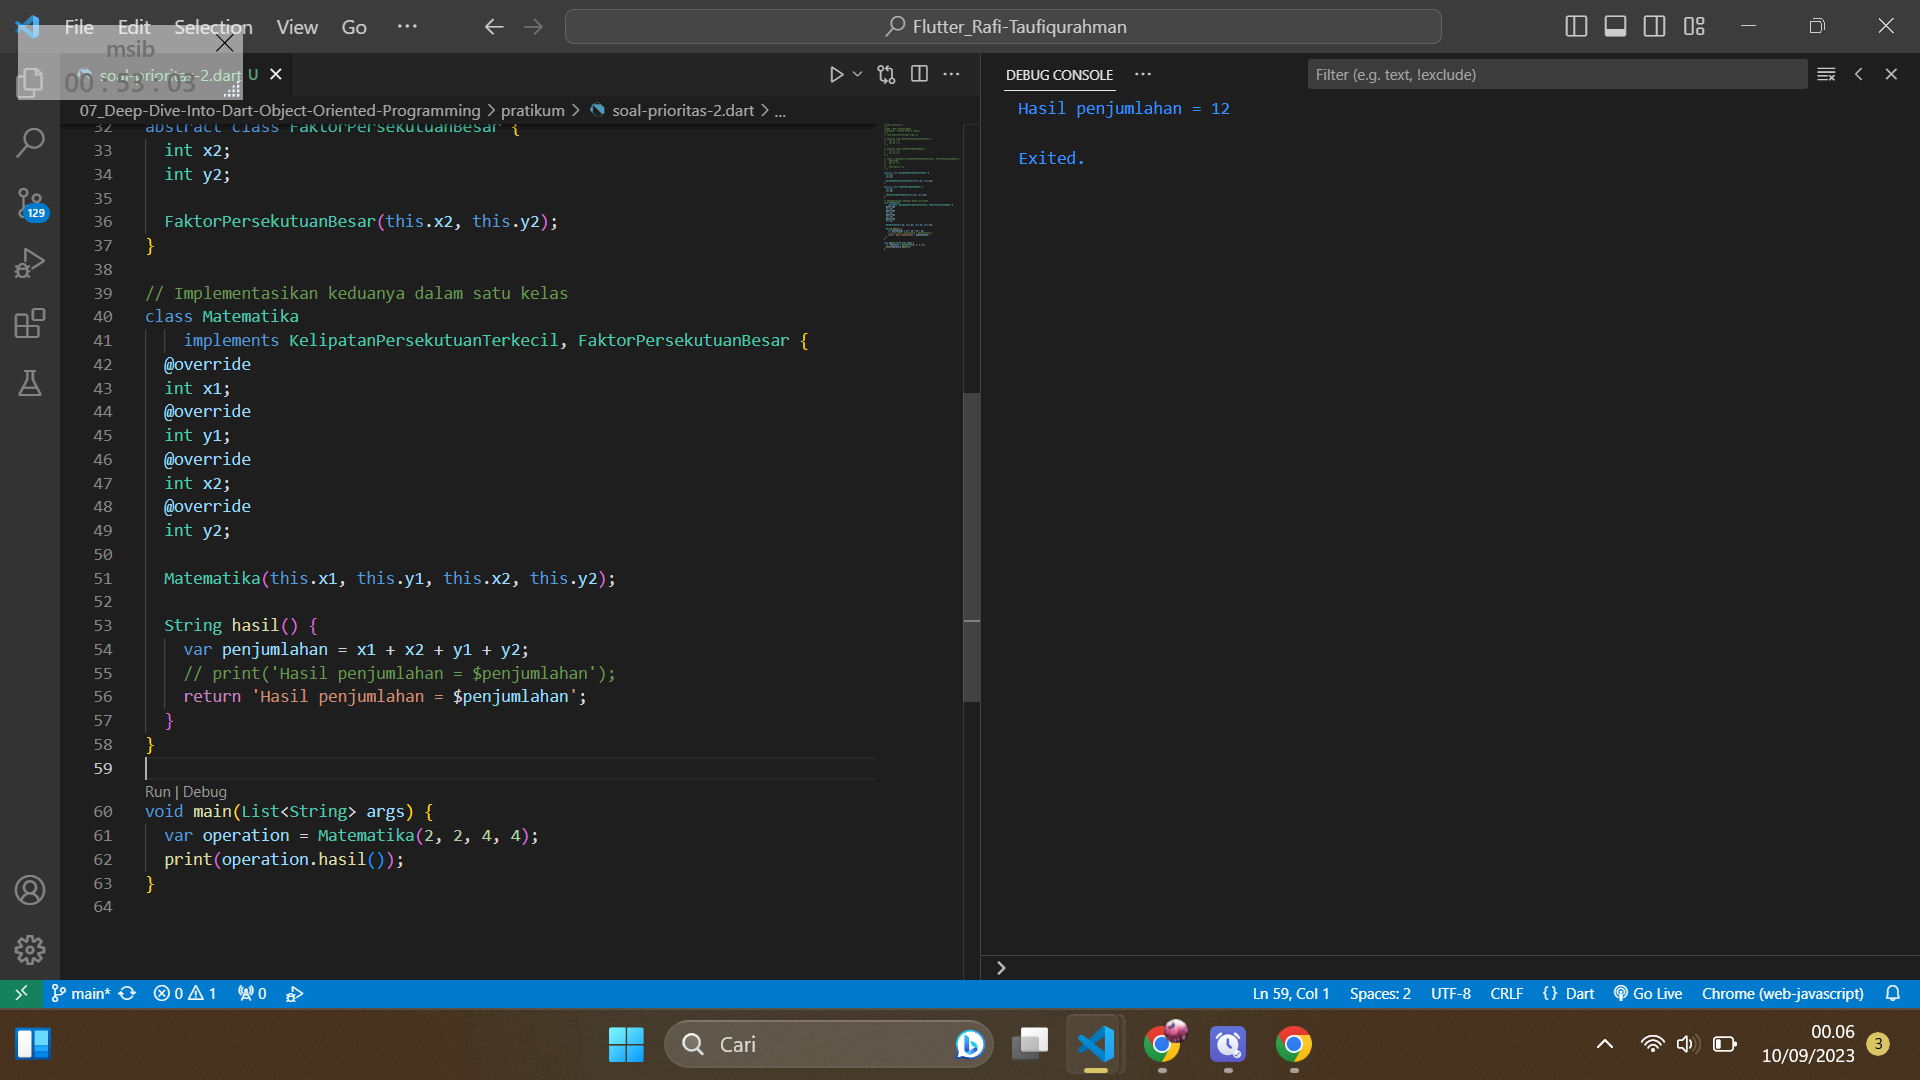 File Edit Selection View Go ···
Flutter_Rafi-Taufiqurahman
msib
00 : 53 : 03
soal-prioritas-2.dart U
07_Deep-Dive-Into-Dart-Object-Oriented-Programming > pratikum > soal-prioritas-2.dart > ...
32 abstract class FaktorPersekutuanBesar {
33 int x2;
34 int y2;
35
36 FaktorPersekutuanBesar(this.x2, this.y2);
37 }
38
39 // Implementasikan keduanya dalam satu kelas
40 class Matematika
41 implements KelipatanPersekutuanTerkecil, FaktorPersekutuanBesar {
42 @override
43 int x1;
44 @override
45 int y1;
46 @override
47 int x2;
48 @override
49 int y2;
50
51 Matematika(this.x1, this.y1, this.x2, this.y2);
52
53 String hasil() {
54 var penjumlahan = x1 + x2 + y1 + y2;
55 // print('Hasil penjumlahan = $penjumlahan');
56 return 'Hasil penjumlahan = $penjumlahan';
57 }
58 }
59
Run | Debug
60 void main(List<String> args) {
61 var operation = Matematika(2, 2, 4, 4);
62 print(operation.hasil());
63 }
64
DEBUG CONSOLE ···
Filter (e.g. text, !exclude)
Hasil penjumlahan = 12
Exited.
129
main* 0 1 0
Ln 59, Col 1 Spaces: 2 UTF-8 CRLF {} Dart Go Live Chrome (web-javascript)
Cari
00.06
10/09/2023
3